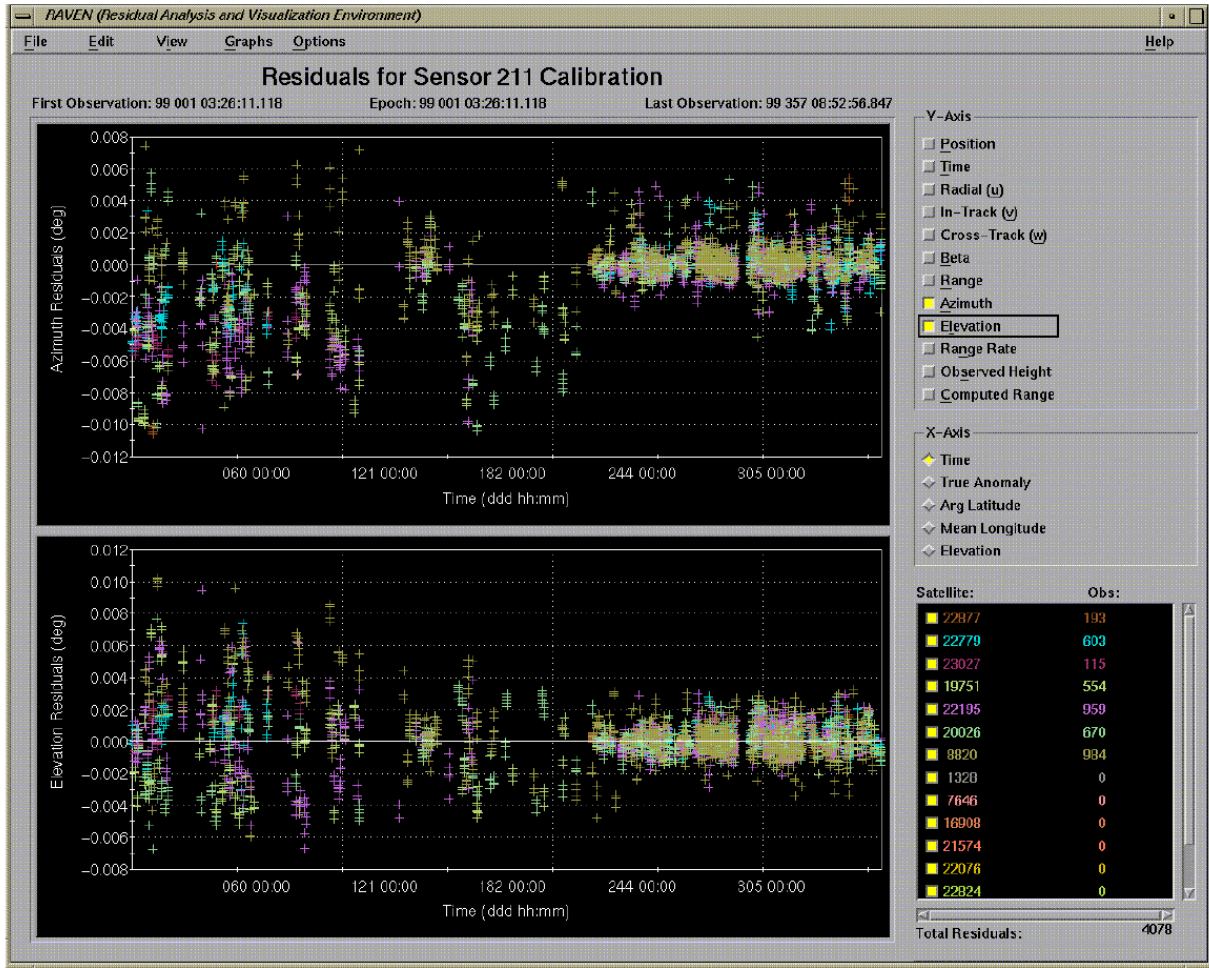 RAVEN (Residual Analysis and Visualization Environment)
File Edit View Graphs Options Help
Residuals for Sensor 211 Calibration
First Observation: 99 001 03:26:11.118 Epoch: 99 001 03:26:11.118 Last Observation: 99 357 08:52:56.847
0.008
0.006
0.004
0.002
0.000
-0.002
-0.004
-0.006
-0.008
-0.010
-0.012
Azimuth Residuals (deg)
060 00:00 121 00:00 182 00:00 244 00:00 305 00:00
Time (ddd hh:mm)
0.012
0.010
0.008
0.006
0.004
0.002
0.000
-0.002
-0.004
-0.006
-0.008
Elevation Residuals (deg)
060 00:00 121 00:00 182 00:00 244 00:00 305 00:00
Time (ddd hh:mm)
Y-Axis
Position
Time
Radial (u)
In-Track (v)
Cross-Track (w)
Beta
Range
Azimuth
Elevation
Range Rate
Observed Height
Computed Range
X-Axis
Time
True Anomaly
Arg Latitude
Mean Longitude
Elevation
Satellite: Obs:
22877 193
22779 603
23027 115
19751 554
22195 959
20026 670
8820 984
1328 0
7646 0
16908 0
21574 0
22076 0
22824 0
Total Residuals: 4078